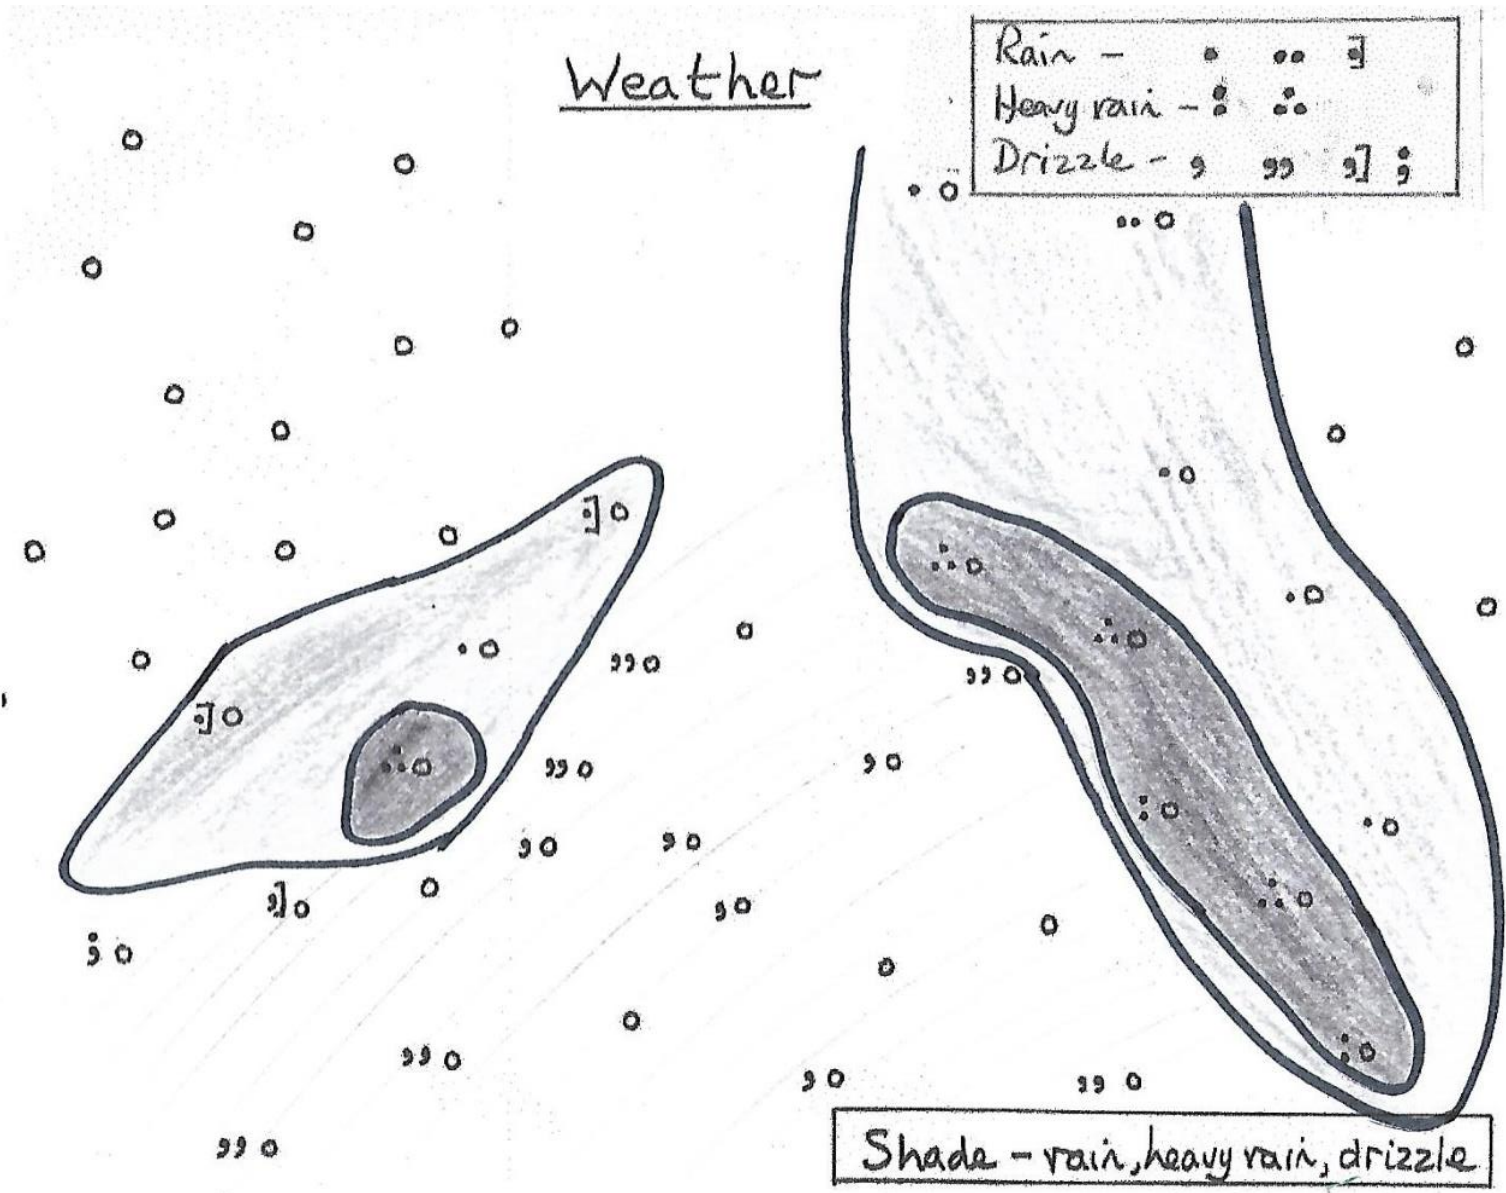 Weather
Rain - • •• •]
Heavy rain - : ∴
Drizzle - , ,, ,] ;
Shade - rain, heavy rain, drizzle